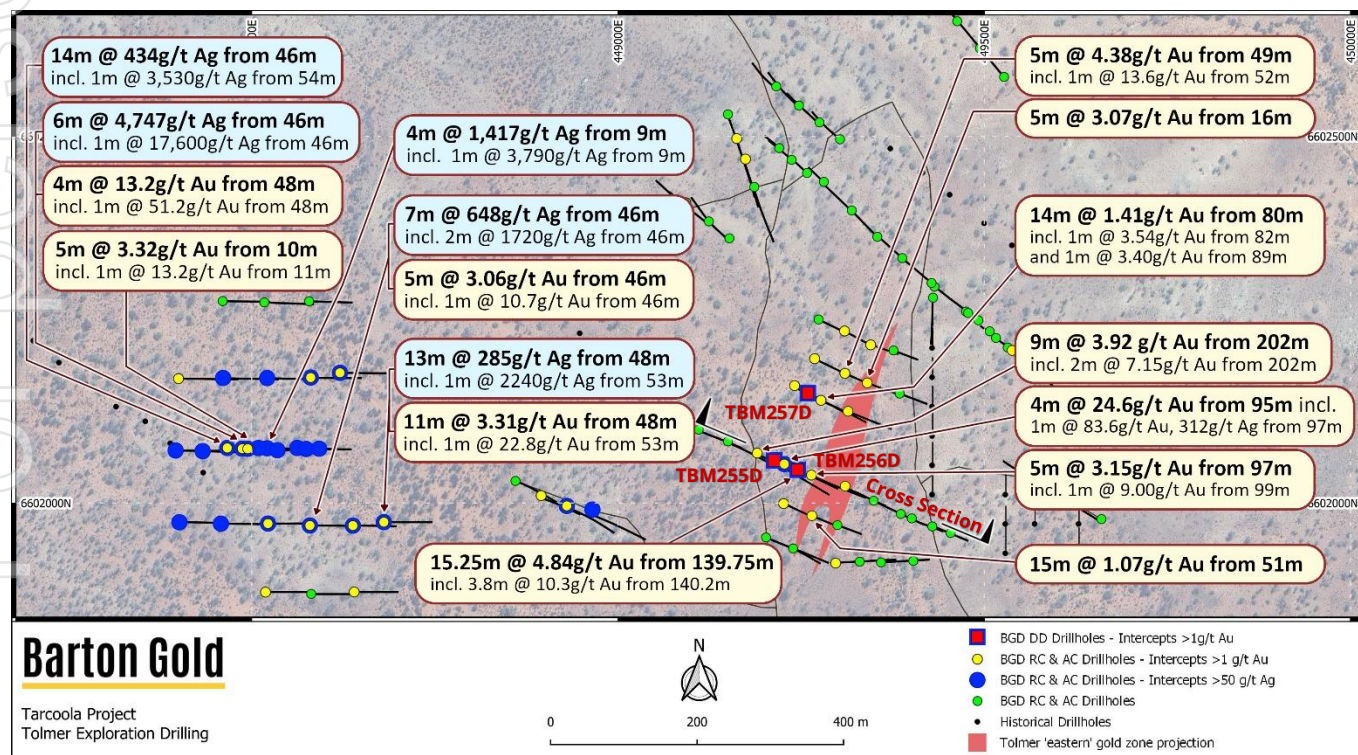 449000E
449500E
450000E
14m @ 434g/t Ag from 46m
incl. 1m @ 3,530g/t Ag from 54m
6m @ 4,747g/t Ag from 46m
incl. 1m @ 17,600g/t Ag from 46m
4m @ 13.2g/t Au from 48m
incl. 1m @ 51.2g/t Au from 48m
5m @ 3.32g/t Au from 10m
incl. 1m @ 13.2g/t Au from 11m
4m @ 1,417g/t Ag from 9m
incl. 1m @ 3,790g/t Ag from 9m
7m @ 648g/t Ag from 46m
incl. 2m @ 1720g/t Ag from 46m
5m @ 3.06g/t Au from 46m
incl. 1m @ 10.7g/t Au from 46m
13m @ 285g/t Ag from 48m
incl. 1m @ 2240g/t Ag from 53m
11m @ 3.31g/t Au from 48m
incl. 1m @ 22.8g/t Au from 53m
15.25m @ 4.84g/t Au from 139.75m
incl. 3.8m @ 10.3g/t Au from 140.2m
5m @ 4.38g/t Au from 49m
incl. 1m @ 13.6g/t Au from 52m
5m @ 3.07g/t Au from 16m
6602500N
14m @ 1.41g/t Au from 80m
incl. 1m @ 3.54g/t Au from 82m
and 1m @ 3.40g/t Au from 89m
9m @ 3.92 g/t Au from 202m
incl. 2m @ 7.15g/t Au from 202m
4m @ 24.6g/t Au from 95m incl.
1m @ 83.6g/t Au, 312g/t Ag from 97m
5m @ 3.15g/t Au from 97m
incl. 1m @ 9.00g/t Au from 99m
15m @ 1.07g/t Au from 51m
TBM257D
TBM255D
TBM256D
Cross Section
6602000N
6602000N
Barton Gold
Tarcoola Project
Tolmer Exploration Drilling
N
0 200 400 m
BGD DD Drillholes - Intercepts >1g/t Au
BGD RC & AC Drillholes - Intercepts >1 g/t Au
BGD RC & AC Drillholes - Intercepts >50 g/t Ag
BGD RC & AC Drillholes
Historical Drillholes
Tolmer 'eastern' gold zone projection